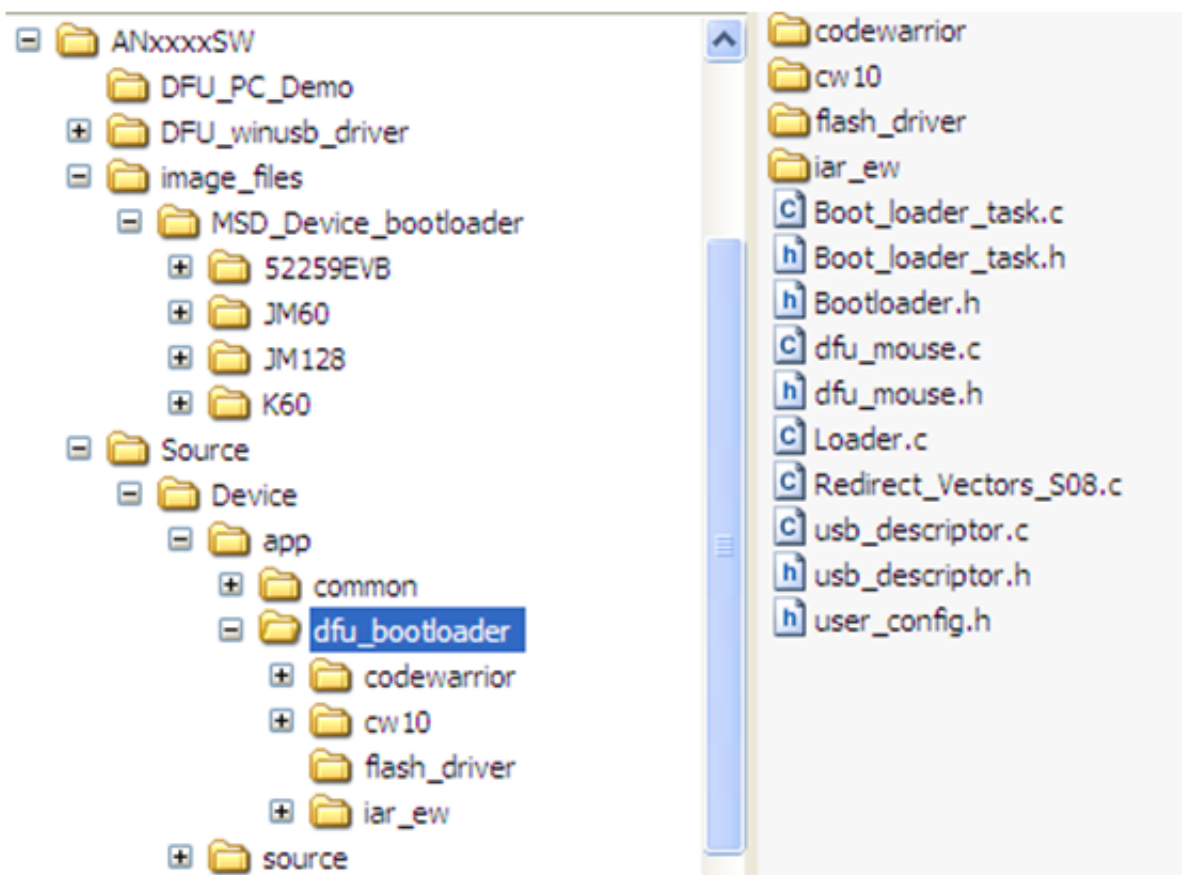 ANxxxxSW
DFU_PC_Demo
DFU_winusb_driver
image_files
MSD_Device_bootloader
52259EVB
JM60
JM128
K60
Source
Device
app
common
dfu_bootloader
codewarrior
cw10
flash_driver
iar_ew
source
codewarrior
cw10
flash_driver
iar_ew
c Boot_loader_task.c
h Boot_loader_task.h
h Bootloader.h
c dfu_mouse.c
h dfu_mouse.h
c Loader.c
c Redirect_Vectors_S08.c
c usb_descriptor.c
h usb_descriptor.h
h user_config.h